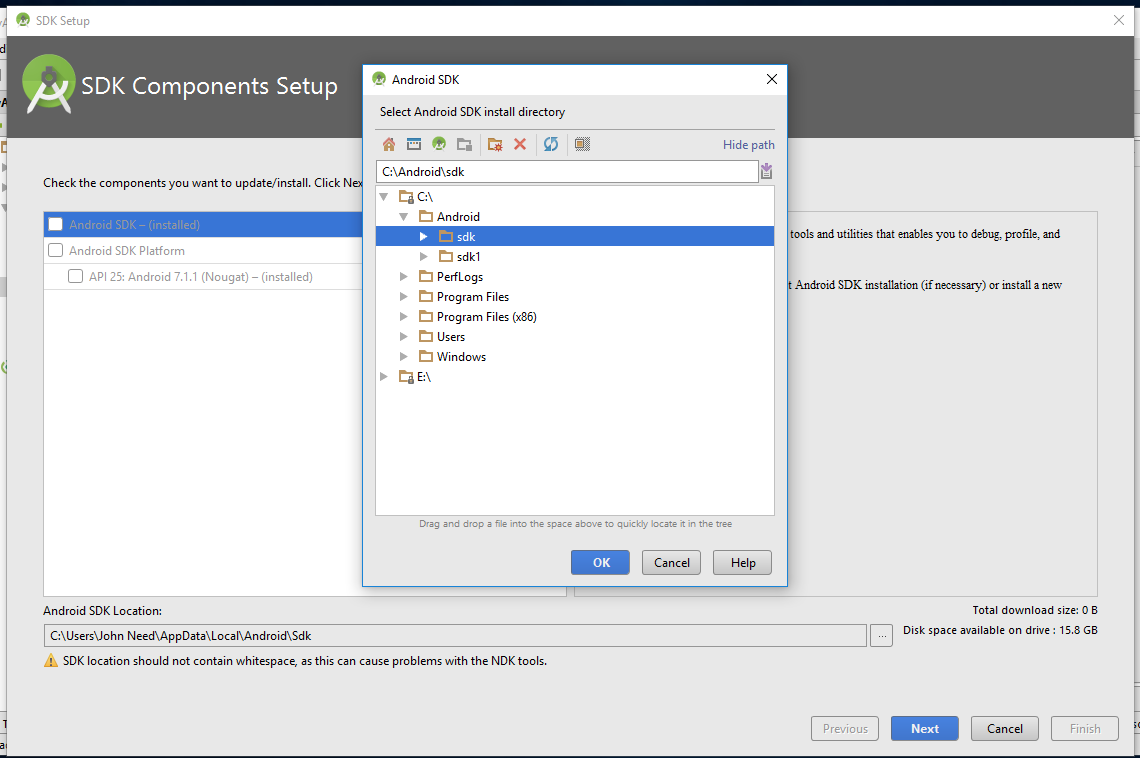 SDK Setup
SDK Components Setup
Check the components you want to update/install. Click Nex
Android SDK – (installed)
Android SDK Platform
API 25: Android 7.1.1 (Nougat) – (installed)
tools and utilities that enables you to debug, profile, and
t Android SDK installation (if necessary) or install a new
Android SDK
Select Android SDK install directory
Hide path
C:\Android\sdk
C:\
Android
sdk
sdk1
PerfLogs
Program Files
Program Files (x86)
Users
Windows
E:\
Drag and drop a file into the space above to quickly locate it in the tree
OK Cancel Help
Android SDK Location:
Total download size: 0 B
C:\Users\John Need\AppData\Local\Android\Sdk
...
Disk space available on drive : 15.8 GB
SDK location should not contain whitespace, as this can cause problems with the NDK tools.
Previous Next Cancel Finish